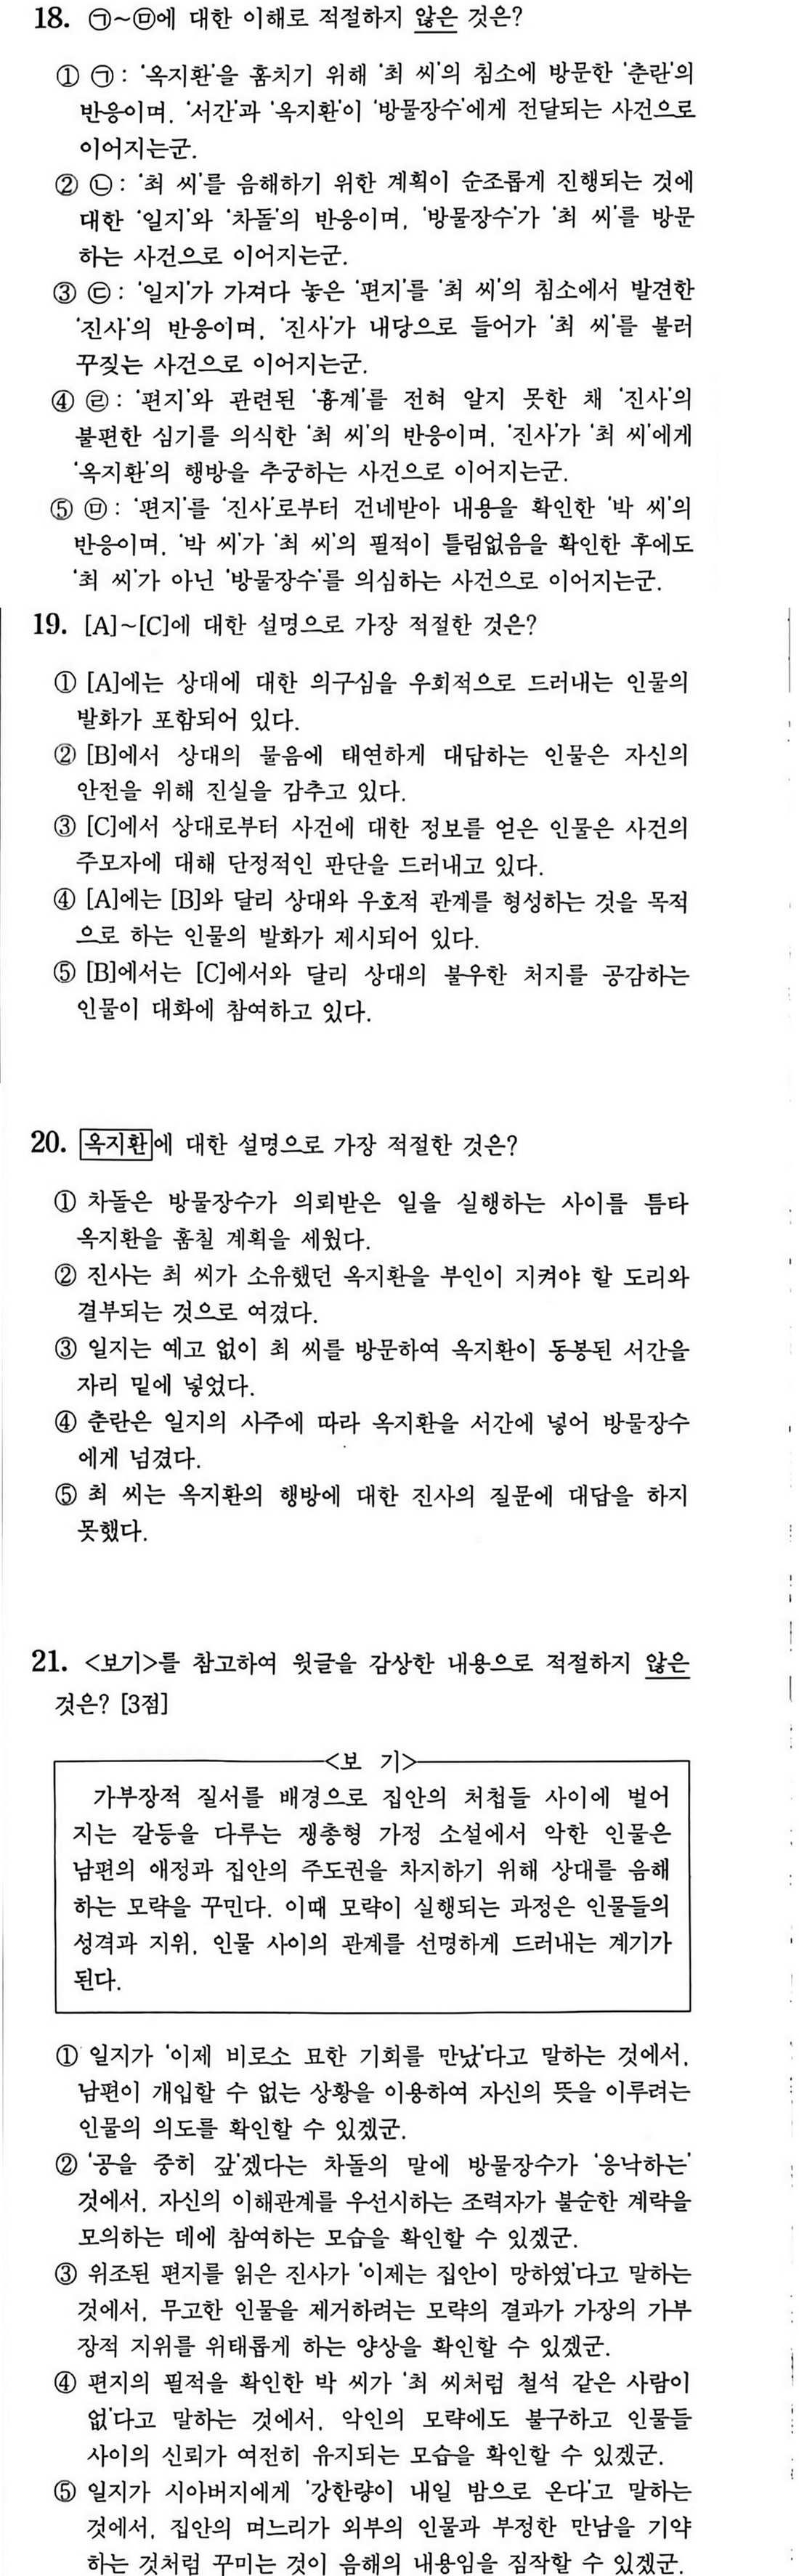 18. ㉠~㉤에 대한 이해로 적절하지 않은 것은?
① ㉠: ‘옥지환’을 훔치기 위해 ‘최 씨’의 침소에 방문한 ‘춘란’의
반응이며, ‘서간’과 ‘옥지환’이 ‘방물장수’에게 전달되는 사건으로
이어지는군.
② ㉡: ‘최 씨’를 음해하기 위한 계획이 순조롭게 진행되는 것에
대한 ‘일지’와 ‘차돌’의 반응이며, ‘방물장수’가 ‘최 씨’를 방문
하는 사건으로 이어지는군.
③ ㉢: ‘일지’가 가져다 놓은 ‘편지’를 ‘최 씨’의 침소에서 발견한
‘진사’의 반응이며, ‘진사’가 내당으로 들어가 ‘최 씨’를 불러
꾸짖는 사건으로 이어지는군.
④ ㉣: ‘편지’와 관련된 ‘흉계’를 전혀 알지 못한 채 ‘진사’의
불편한 심기를 의식한 ‘최 씨’의 반응이며, ‘진사’가 ‘최 씨’에게
‘옥지환’의 행방을 추궁하는 사건으로 이어지는군.
⑤ ㉤: ‘편지’를 ‘진사’로부터 건네받아 내용을 확인한 ‘박 씨’의
반응이며, ‘박 씨’가 ‘최 씨’의 필적이 틀림없음을 확인한 후에도
‘최 씨’가 아닌 ‘방물장수’를 의심하는 사건으로 이어지는군.
19. [A]~[C]에 대한 설명으로 가장 적절한 것은?
① [A]에는 상대에 대한 의구심을 우회적으로 드러내는 인물의
발화가 포함되어 있다.
② [B]에서 상대의 물음에 태연하게 대답하는 인물은 자신의
안전을 위해 진실을 감추고 있다.
③ [C]에서 상대로부터 사건에 대한 정보를 얻은 인물은 사건의
주모자에 대해 단정적인 판단을 드러내고 있다.
④ [A]에는 [B]와 달리 상대와 우호적 관계를 형성하는 것을 목적
으로 하는 인물의 발화가 제시되어 있다.
⑤ [B]에서는 [C]에서와 달리 상대의 불우한 처지를 공감하는
인물이 대화에 참여하고 있다.
20. 옥지환에 대한 설명으로 가장 적절한 것은?
① 차돌은 방물장수가 의뢰받은 일을 실행하는 사이를 틈타
옥지환을 훔칠 계획을 세웠다.
② 진사는 최 씨가 소유했던 옥지환을 부인이 지켜야 할 도리와
결부되는 것으로 여겼다.
③ 일지는 예고 없이 최 씨를 방문하여 옥지환이 동봉된 서간을
자리 밑에 넣었다.
④ 춘란은 일지의 사주에 따라 옥지환을 서간에 넣어 방물장수
에게 넘겼다.
⑤ 최 씨는 옥지환의 행방에 대한 진사의 질문에 대답을 하지
못했다.
21. <보기>를 참고하여 윗글을 감상한 내용으로 적절하지 않은
것은? [3점]
<보 기>
가부장적 질서를 배경으로 집안의 처첩들 사이에 벌어
지는 갈등을 다루는 쟁총형 가정 소설에서 악한 인물은
남편의 애정과 집안의 주도권을 차지하기 위해 상대를 음해
하는 모략을 꾸민다. 이때 모략이 실행되는 과정은 인물들의
성격과 지위, 인물 사이의 관계를 선명하게 드러내는 계기가
된다.
① 일지가 ‘이제 비로소 묘한 기회를 만났’다고 말하는 것에서,
남편이 개입할 수 없는 상황을 이용하여 자신의 뜻을 이루려는
인물의 의도를 확인할 수 있겠군.
② ‘공을 중히 갚’겠다는 차돌의 말에 방물장수가 ‘응낙하는’
것에서, 자신의 이해관계를 우선시하는 조력자가 불순한 계략을
모의하는 데에 참여하는 모습을 확인할 수 있겠군.
③ 위조된 편지를 읽은 진사가 ‘이제는 집안이 망하였’다고 말하는
것에서, 무고한 인물을 제거하려는 모략의 결과가 가장의 가부
장적 지위를 위태롭게 하는 양상을 확인할 수 있겠군.
④ 편지의 필적을 확인한 박 씨가 ‘최 씨처럼 철석 같은 사람이
없’다고 말하는 것에서, 악인의 모략에도 불구하고 인물들
사이의 신뢰가 여전히 유지되는 모습을 확인할 수 있겠군.
⑤ 일지가 시아버지에게 ‘강한량이 내일 밤으로 온다’고 말하는
것에서, 집안의 며느리가 외부의 인물과 부정한 만남을 기약
하는 것처럼 꾸미는 것이 음해의 내용임을 짐작할 수 있겠군.